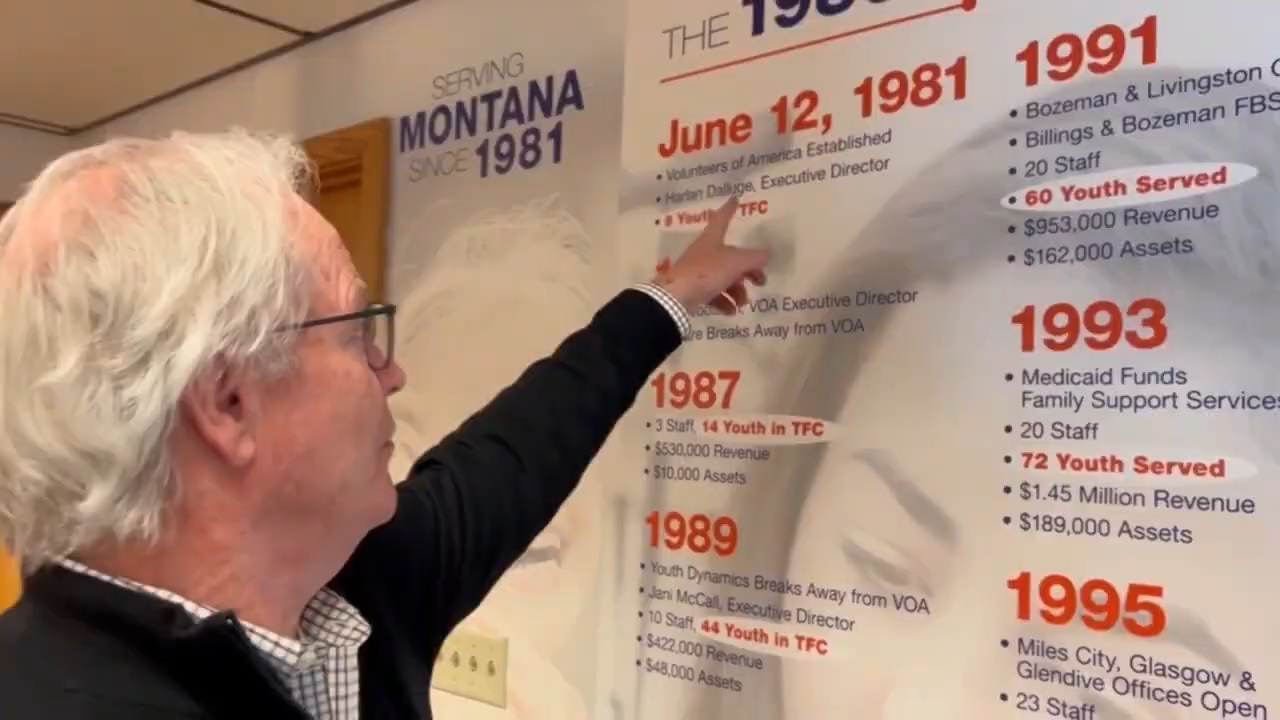 SERVING
MONTANA
SINCE 1981
THE
June 12, 1981
• Volunteers of America Established
• Harlan Dalluge, Executive Director
• 8 Youth TFC
VOA Executive Director
Breaks Away from VOA
1987
• 3 Staff, 14 Youth in TFC
• $530,000 Revenue
• $10,000 Assets
1989
• Youth Dynamics Breaks Away from VOA
• Jani McCall, Executive Director
• 10 Staff, 44 Youth in TFC
• $422,000 Revenue
• $48,000 Assets
1991
• Bozeman & Livingston
• Billings & Bozeman FBS
• 20 Staff
• 60 Youth Served
• $953,000 Revenue
• $162,000 Assets
1993
• Medicaid Funds
Family Support Services
• 20 Staff
• 72 Youth Served
• $1.45 Million Revenue
• $189,000 Assets
1995
• Miles City, Glasgow &
Glendive Offices Open
• 23 Staff